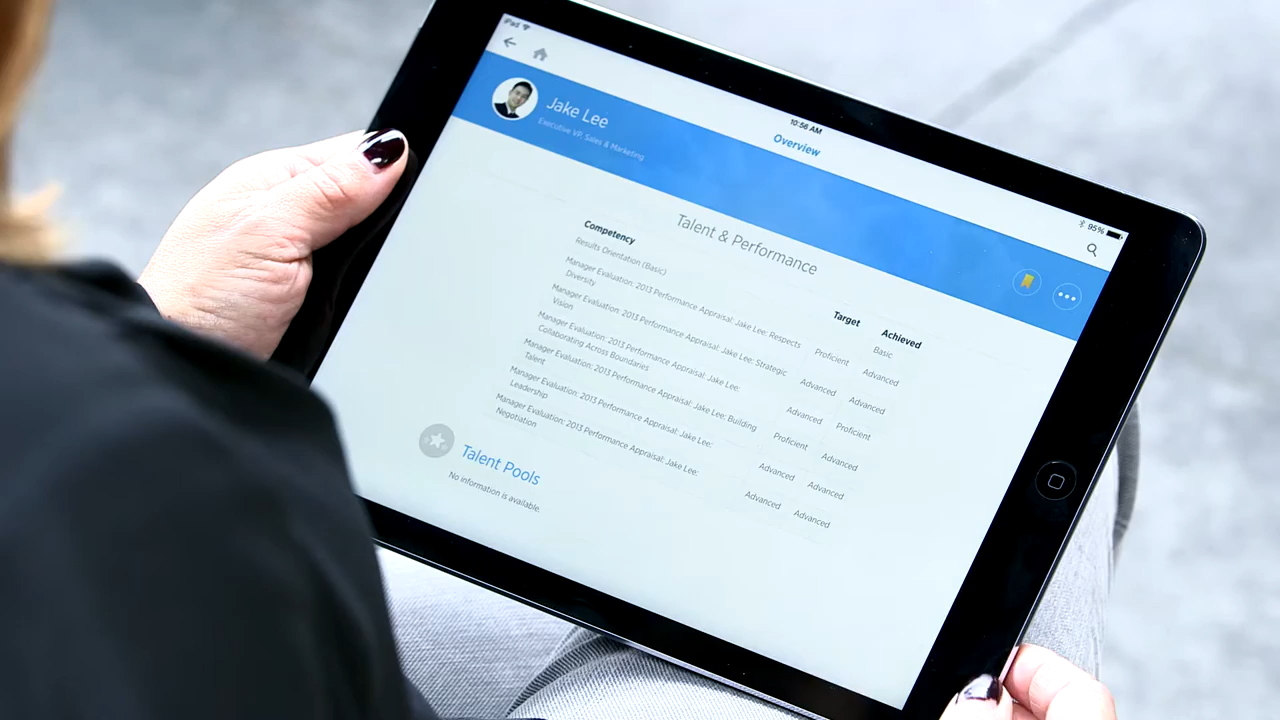 iPad
10:56 AM
95%
Overview
Jake Lee
Executive VP, Sales & Marketing
Talent & Performance
Competency Target Achieved
Results Orientation (Basic) Basic
Manager Evaluation: 2013 Performance Appraisal: Jake Lee: Respects Proficient Advanced
Diversity
Manager Evaluation: 2013 Performance Appraisal: Jake Lee: Strategic Advanced Advanced
Vision
Manager Evaluation: 2013 Performance Appraisal: Jake Lee: Advanced Proficient
Collaborating Across Boundaries
Manager Evaluation: 2013 Performance Appraisal: Jake Lee: Building Proficient Advanced
Talent
Manager Evaluation: 2013 Performance Appraisal: Jake Lee: Advanced Advanced
Leadership
Manager Evaluation: 2013 Performance Appraisal: Jake Lee: Advanced Advanced
Negotiation
Talent Pools
No information is available.